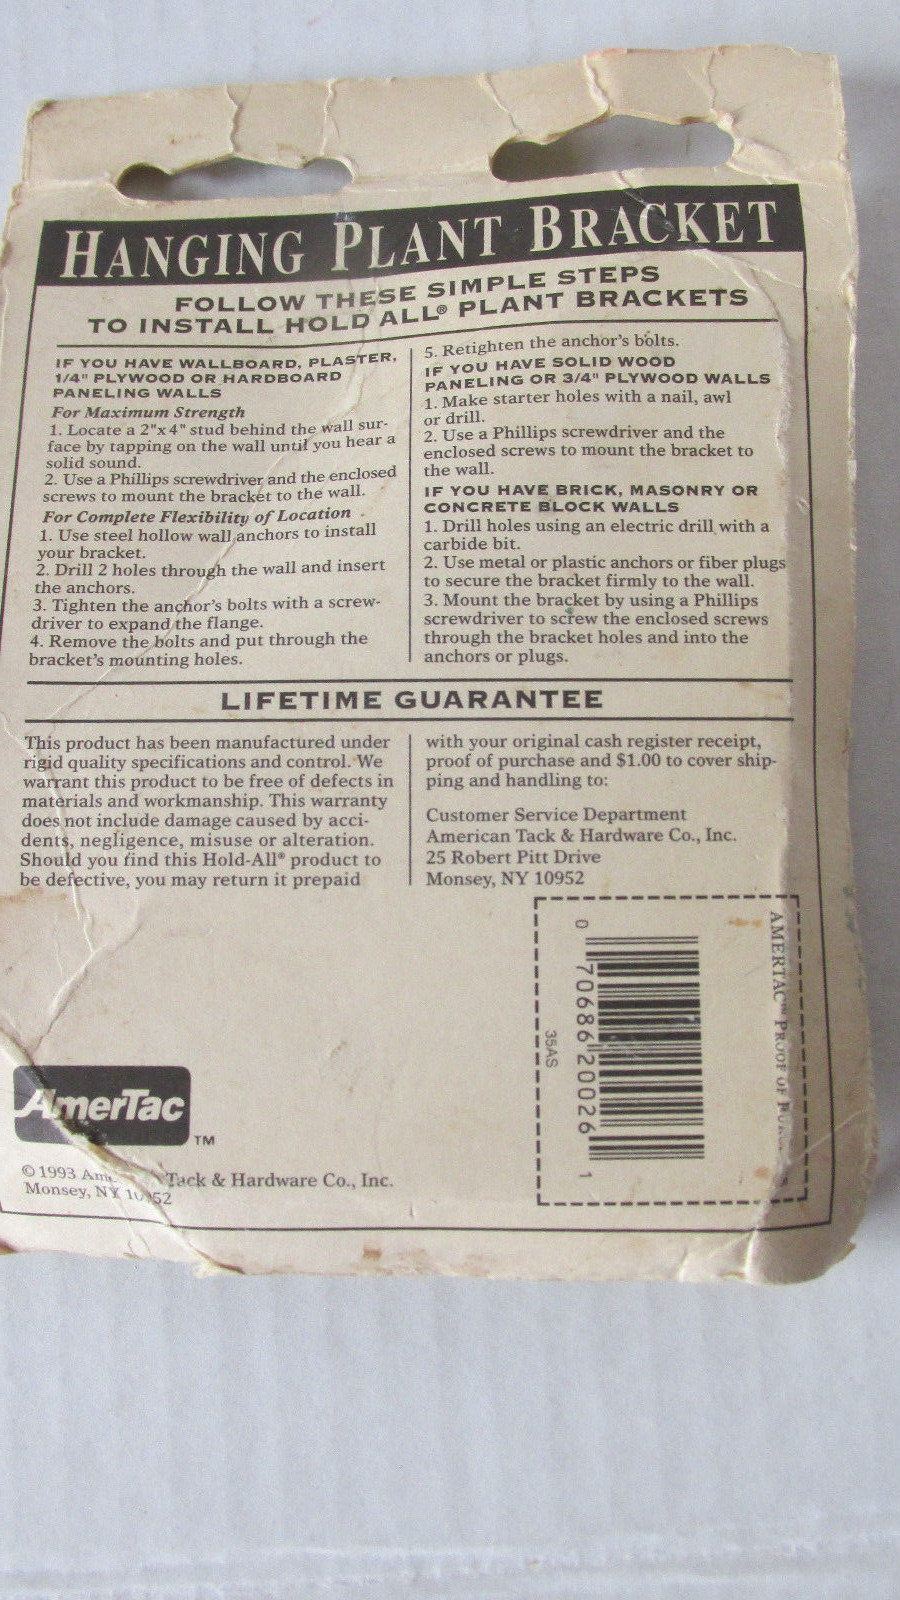 HANGING PLANT BRACKET
FOLLOW THESE SIMPLE STEPS
TO INSTALL HOLD ALL® PLANT BRACKETS
IF YOU HAVE WALLBOARD, PLASTER,
1/4" PLYWOOD OR HARDBOARD
PANELING WALLS
For Maximum Strength
1. Locate a 2"x4" stud behind the wall sur-
face by tapping on the wall until you hear a
solid sound.
2. Use a Phillips screwdriver and the enclosed
screws to mount the bracket to the wall.
For Complete Flexibility of Location
1. Use steel hollow wall anchors to install
your bracket.
2. Drill 2 holes through the wall and insert
the anchors.
3. Tighten the anchor's bolts with a screw-
driver to expand the flange.
4. Remove the bolts and put through the
bracket's mounting holes.
5. Retighten the anchor's bolts.
IF YOU HAVE SOLID WOOD
PANELING OR 3/4" PLYWOOD WALLS
1. Make starter holes with a nail, awl
or drill.
2. Use a Phillips screwdriver and the
enclosed screws to mount the bracket to
the wall.
IF YOU HAVE BRICK, MASONRY OR
CONCRETE BLOCK WALLS
1. Drill holes using an electric drill with a
carbide bit.
2. Use metal or plastic anchors or fiber plugs
to secure the bracket firmly to the wall.
3. Mount the bracket by using a Phillips
screwdriver to screw the enclosed screws
through the bracket holes and into the
anchors or plugs.
LIFETIME GUARANTEE
This product has been manufactured under
rigid quality specifications and control. We
warrant this product to be free of defects in
materials and workmanship. This warranty
does not include damage caused by acci-
dents, negligence, misuse or alteration.
Should you find this Hold-All® product to
be defective, you may return it prepaid
with your original cash register receipt,
proof of purchase and $1.00 to cover ship-
ping and handling to:
Customer Service Department
American Tack & Hardware Co., Inc.
25 Robert Pitt Drive
Monsey, NY 10952
AMERTAC™ PROOF OF
0 70686 20026 1
35AS
AmerTac™
© 1993 Tack & Hardware Co., Inc.
Monsey, NY